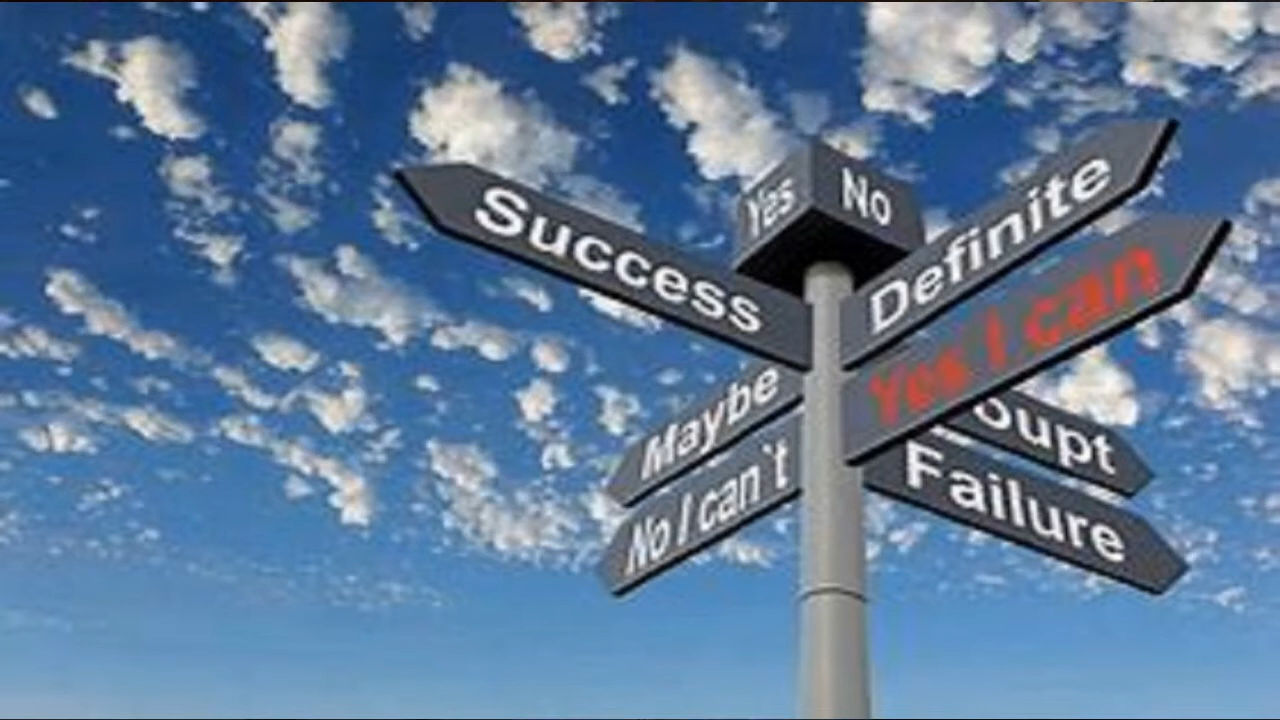 Yes
No
Success
Definite
Yes I can
Maybe
oupt
No I can't
Failure